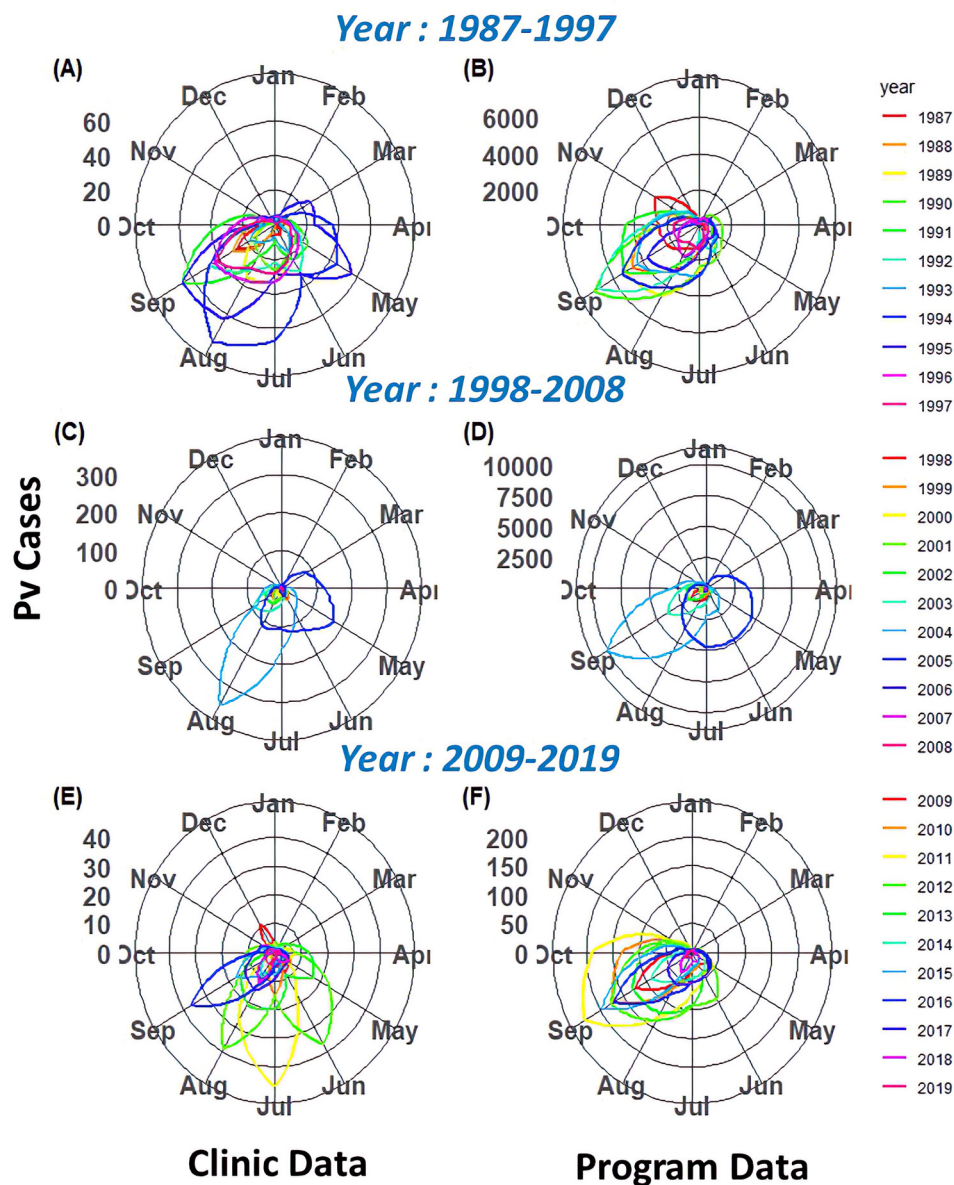 Year : 1987-1997
(A)
Jan
Feb
Mar
Apr
May
Jun
Jul
Aug
Sep
Oct
Nov
Dec
60
40
20
0
(B)
Jan
Feb
Mar
Apr
May
Jun
Jul
Aug
Sep
Oct
Nov
Dec
6000
4000
2000
0
year
1987
1988
1989
1990
1991
1992
1993
1994
1995
1996
1997
Year : 1998-2008
Pv Cases
(C)
Jan
Feb
Mar
Apr
May
Jun
Jul
Aug
Sep
Oct
Nov
Dec
300
200
100
0
(D)
Jan
Feb
Mar
Apr
May
Jun
Jul
Aug
Sep
Oct
Nov
Dec
10000
7500
5000
2500
1998
1999
2000
2001
2002
2003
2004
2005
2006
2007
2008
Year : 2009-2019
(E)
Jan
Feb
Mar
Apr
May
Jun
Jul
Aug
Sep
Oct
Nov
Dec
40
30
20
10
0
(F)
Jan
Feb
Mar
Apr
May
Jun
Jul
Aug
Sep
Oct
Nov
Dec
200
150
100
50
0
2009
2010
2011
2012
2013
2014
2015
2016
2017
2018
2019
Clinic Data
Program Data